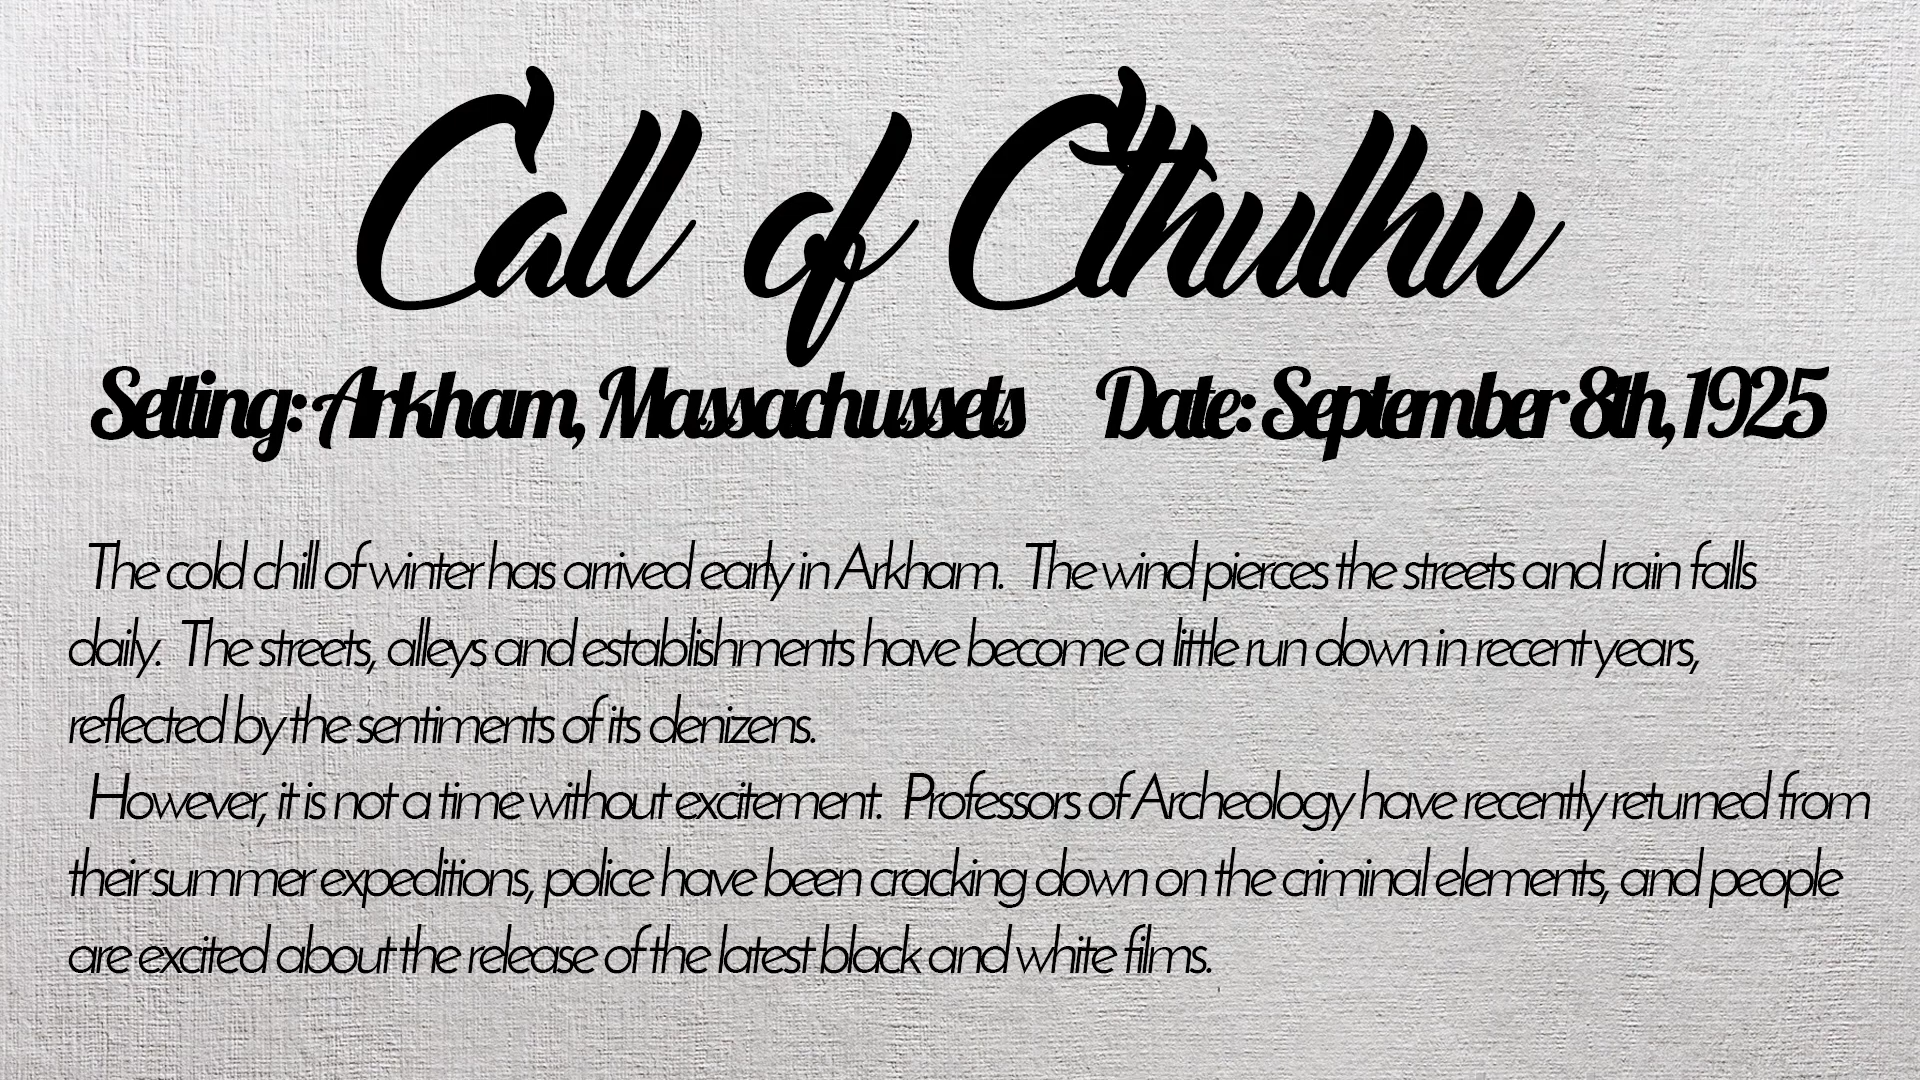 Call of Cthulhu
Setting: Arkham, Massachussets Date: September 8th, 1925
The cold chill of winter has arrived early in Arkham. The wind pierces the streets and rain falls
daily. The streets, alleys and establishments have become a little run down in recent years,
reflected by the sentiments of its denizens.
However, it is not a time without excitement. Professors of Archeology have recently returned from
their summer expeditions, police have been cracking down on the criminal elements, and people
are excited about the release of the latest black and white films.